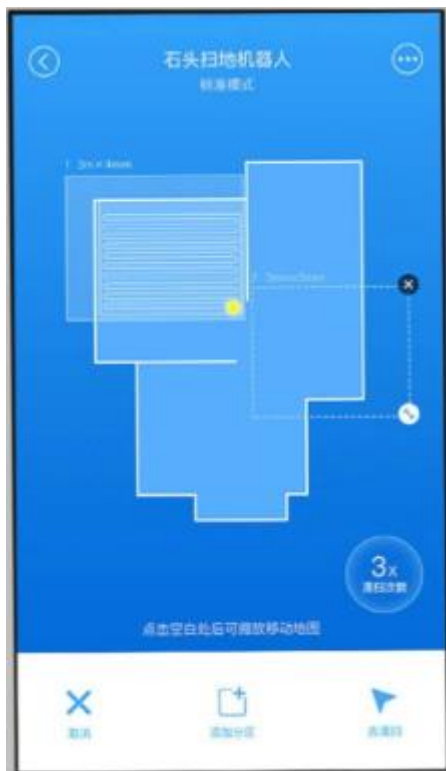 石头扫地机器人
标准模式
3x
清扫次数
点击空白处后可缩放移动地图
取消
添加分区
去清扫